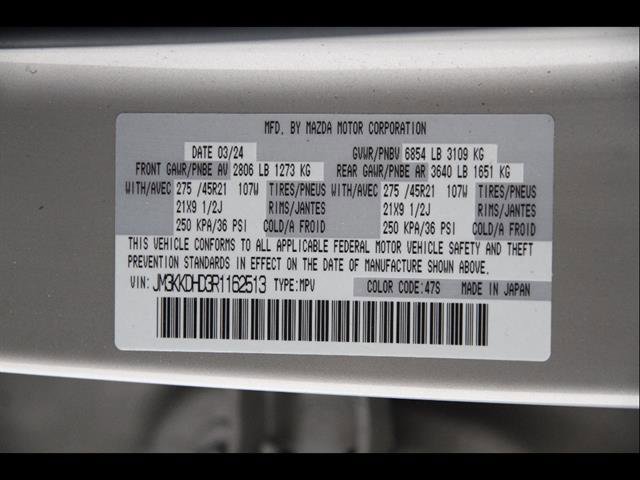 MFD. BY MAZDA MOTOR CORPORATION
DATE 03/24 GVWR/PNBV 6854 LB 3109 KG
FRONT GAWR/PNBE AV 2806 LB 1273 KG REAR GAWR/PNBE AR 3640 LB 1651 KG
WITH/AVEC 275 /45R21 107W TIRES/PNEUS WITH/AVEC 275 /45R21 107W TIRES/PNEUS
21X9 1/2J RIMS/JANTES 21X9 1/2J RIMS/JANTES
250 KPA/36 PSI COLD/A FROID 250 KPA/36 PSI COLD/A FROID
THIS VEHICLE CONFORMS TO ALL APPLICABLE FEDERAL MOTOR VEHICLE SAFETY AND THEFT
PREVENTION STANDARDS IN EFFECT ON THE DATE OF MANUFACTURE SHOWN ABOVE.
VIN: JM3KKDHD3R1162513 TYPE:MPV COLOR CODE:47S MADE IN JAPAN